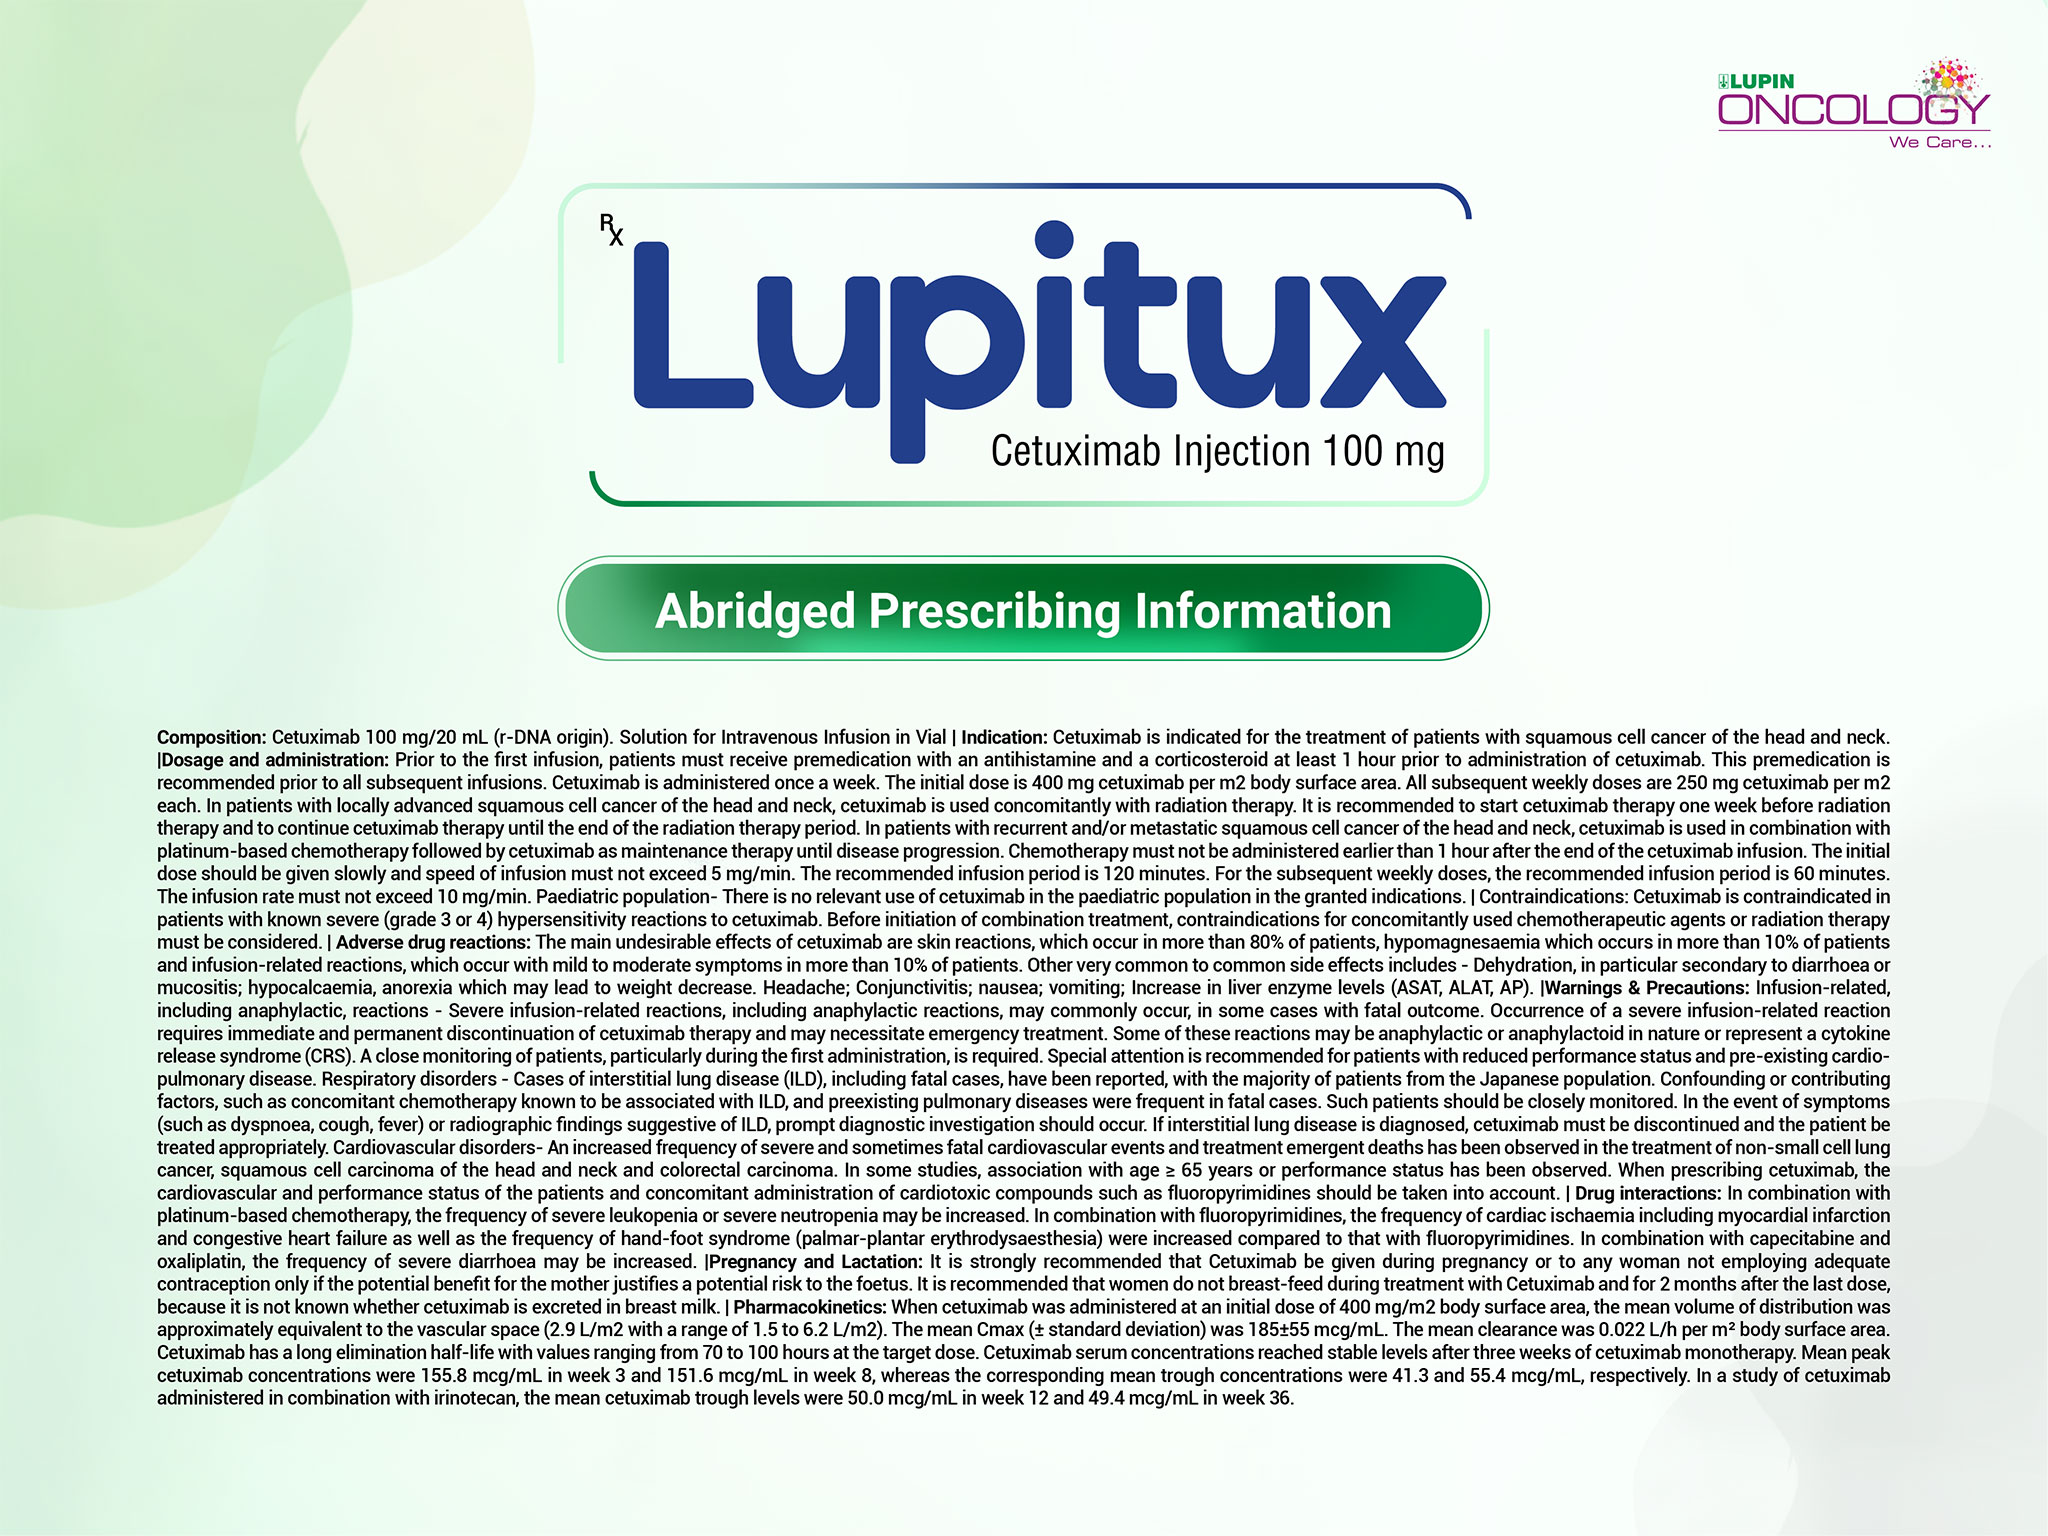 LUPIN
ONCOLOGY
We Care...
Rx
Lupitux
Cetuximab Injection 100 mg
Abridged Prescribing Information
Composition: Cetuximab 100 mg/20 mL (r-DNA origin). Solution for Intravenous Infusion in Vial | Indication: Cetuximab is indicated for the treatment of patients with squamous cell cancer of the head and neck.
|Dosage and administration: Prior to the first infusion, patients must receive premedication with an antihistamine and a corticosteroid at least 1 hour prior to administration of cetuximab. This premedication is
recommended prior to all subsequent infusions. Cetuximab is administered once a week. The initial dose is 400 mg cetuximab per m2 body surface area. All subsequent weekly doses are 250 mg cetuximab per m2
each. In patients with locally advanced squamous cell cancer of the head and neck, cetuximab is used concomitantly with radiation therapy. It is recommended to start cetuximab therapy one week before radiation
therapy and to continue cetuximab therapy until the end of the radiation therapy period. In patients with recurrent and/or metastatic squamous cell cancer of the head and neck, cetuximab is used in combination with
platinum-based chemotherapy followed by cetuximab as maintenance therapy until disease progression. Chemotherapy must not be administered earlier than 1 hour after the end of the cetuximab infusion. The initial
dose should be given slowly and speed of infusion must not exceed 5 mg/min. The recommended infusion period is 120 minutes. For the subsequent weekly doses, the recommended infusion period is 60 minutes.
The infusion rate must not exceed 10 mg/min. Paediatric population- There is no relevant use of cetuximab in the paediatric population in the granted indications. | Contraindications: Cetuximab is contraindicated in
patients with known severe (grade 3 or 4) hypersensitivity reactions to cetuximab. Before initiation of combination treatment, contraindications for concomitantly used chemotherapeutic agents or radiation therapy
must be considered. | Adverse drug reactions: The main undesirable effects of cetuximab are skin reactions, which occur in more than 80% of patients, hypomagnesaemia which occurs in more than 10% of patients
and infusion-related reactions, which occur with mild to moderate symptoms in more than 10% of patients. Other very common to common side effects includes - Dehydration, in particular secondary to diarrhoea or
mucositis; hypocalcaemia, anorexia which may lead to weight decrease. Headache; Conjunctivitis; nausea; vomiting; Increase in liver enzyme levels (ASAT, ALAT, AP). |Warnings & Precautions: Infusion-related,
including anaphylactic, reactions - Severe infusion-related reactions, including anaphylactic reactions, may commonly occur, in some cases with fatal outcome. Occurrence of a severe infusion-related reaction
requires immediate and permanent discontinuation of cetuximab therapy and may necessitate emergency treatment. Some of these reactions may be anaphylactic or anaphylactoid in nature or represent a cytokine
release syndrome (CRS). A close monitoring of patients, particularly during the first administration, is required. Special attention is recommended for patients with reduced performance status and pre-existing cardio-
pulmonary disease. Respiratory disorders - Cases of interstitial lung disease (ILD), including fatal cases, have been reported, with the majority of patients from the Japanese population. Confounding or contributing
factors, such as concomitant chemotherapy known to be associated with ILD, and preexisting pulmonary diseases were frequent in fatal cases. Such patients should be closely monitored. In the event of symptoms
(such as dyspnoea, cough, fever) or radiographic findings suggestive of ILD, prompt diagnostic investigation should occur. If interstitial lung disease is diagnosed, cetuximab must be discontinued and the patient be
treated appropriately. Cardiovascular disorders- An increased frequency of severe and sometimes fatal cardiovascular events and treatment emergent deaths has been observed in the treatment of non-small cell lung
cancer, squamous cell carcinoma of the head and neck and colorectal carcinoma. In some studies, association with age ≥ 65 years or performance status has been observed. When prescribing cetuximab, the
cardiovascular and performance status of the patients and concomitant administration of cardiotoxic compounds such as fluoropyrimidines should be taken into account. | Drug interactions: In combination with
platinum-based chemotherapy, the frequency of severe leukopenia or severe neutropenia may be increased. In combination with fluoropyrimidines, the frequency of cardiac ischaemia including myocardial infarction
and congestive heart failure as well as the frequency of hand-foot syndrome (palmar-plantar erythrodysaesthesia) were increased compared to that with fluoropyrimidines. In combination with capecitabine and
oxaliplatin, the frequency of severe diarrhoea may be increased. |Pregnancy and Lactation: It is strongly recommended that Cetuximab be given during pregnancy or to any woman not employing adequate
contraception only if the potential benefit for the mother justifies a potential risk to the foetus. It is recommended that women do not breast-feed during treatment with Cetuximab and for 2 months after the last dose,
because it is not known whether cetuximab is excreted in breast milk. | Pharmacokinetics: When cetuximab was administered at an initial dose of 400 mg/m2 body surface area, the mean volume of distribution was
approximately equivalent to the vascular space (2.9 L/m2 with a range of 1.5 to 6.2 L/m2). The mean Cmax (± standard deviation) was 185±55 mcg/mL. The mean clearance was 0.022 L/h per m² body surface area.
Cetuximab has a long elimination half-life with values ranging from 70 to 100 hours at the target dose. Cetuximab serum concentrations reached stable levels after three weeks of cetuximab monotherapy. Mean peak
cetuximab concentrations were 155.8 mcg/mL in week 3 and 151.6 mcg/mL in week 8, whereas the corresponding mean trough concentrations were 41.3 and 55.4 mcg/mL, respectively. In a study of cetuximab
administered in combination with irinotecan, the mean cetuximab trough levels were 50.0 mcg/mL in week 12 and 49.4 mcg/mL in week 36.